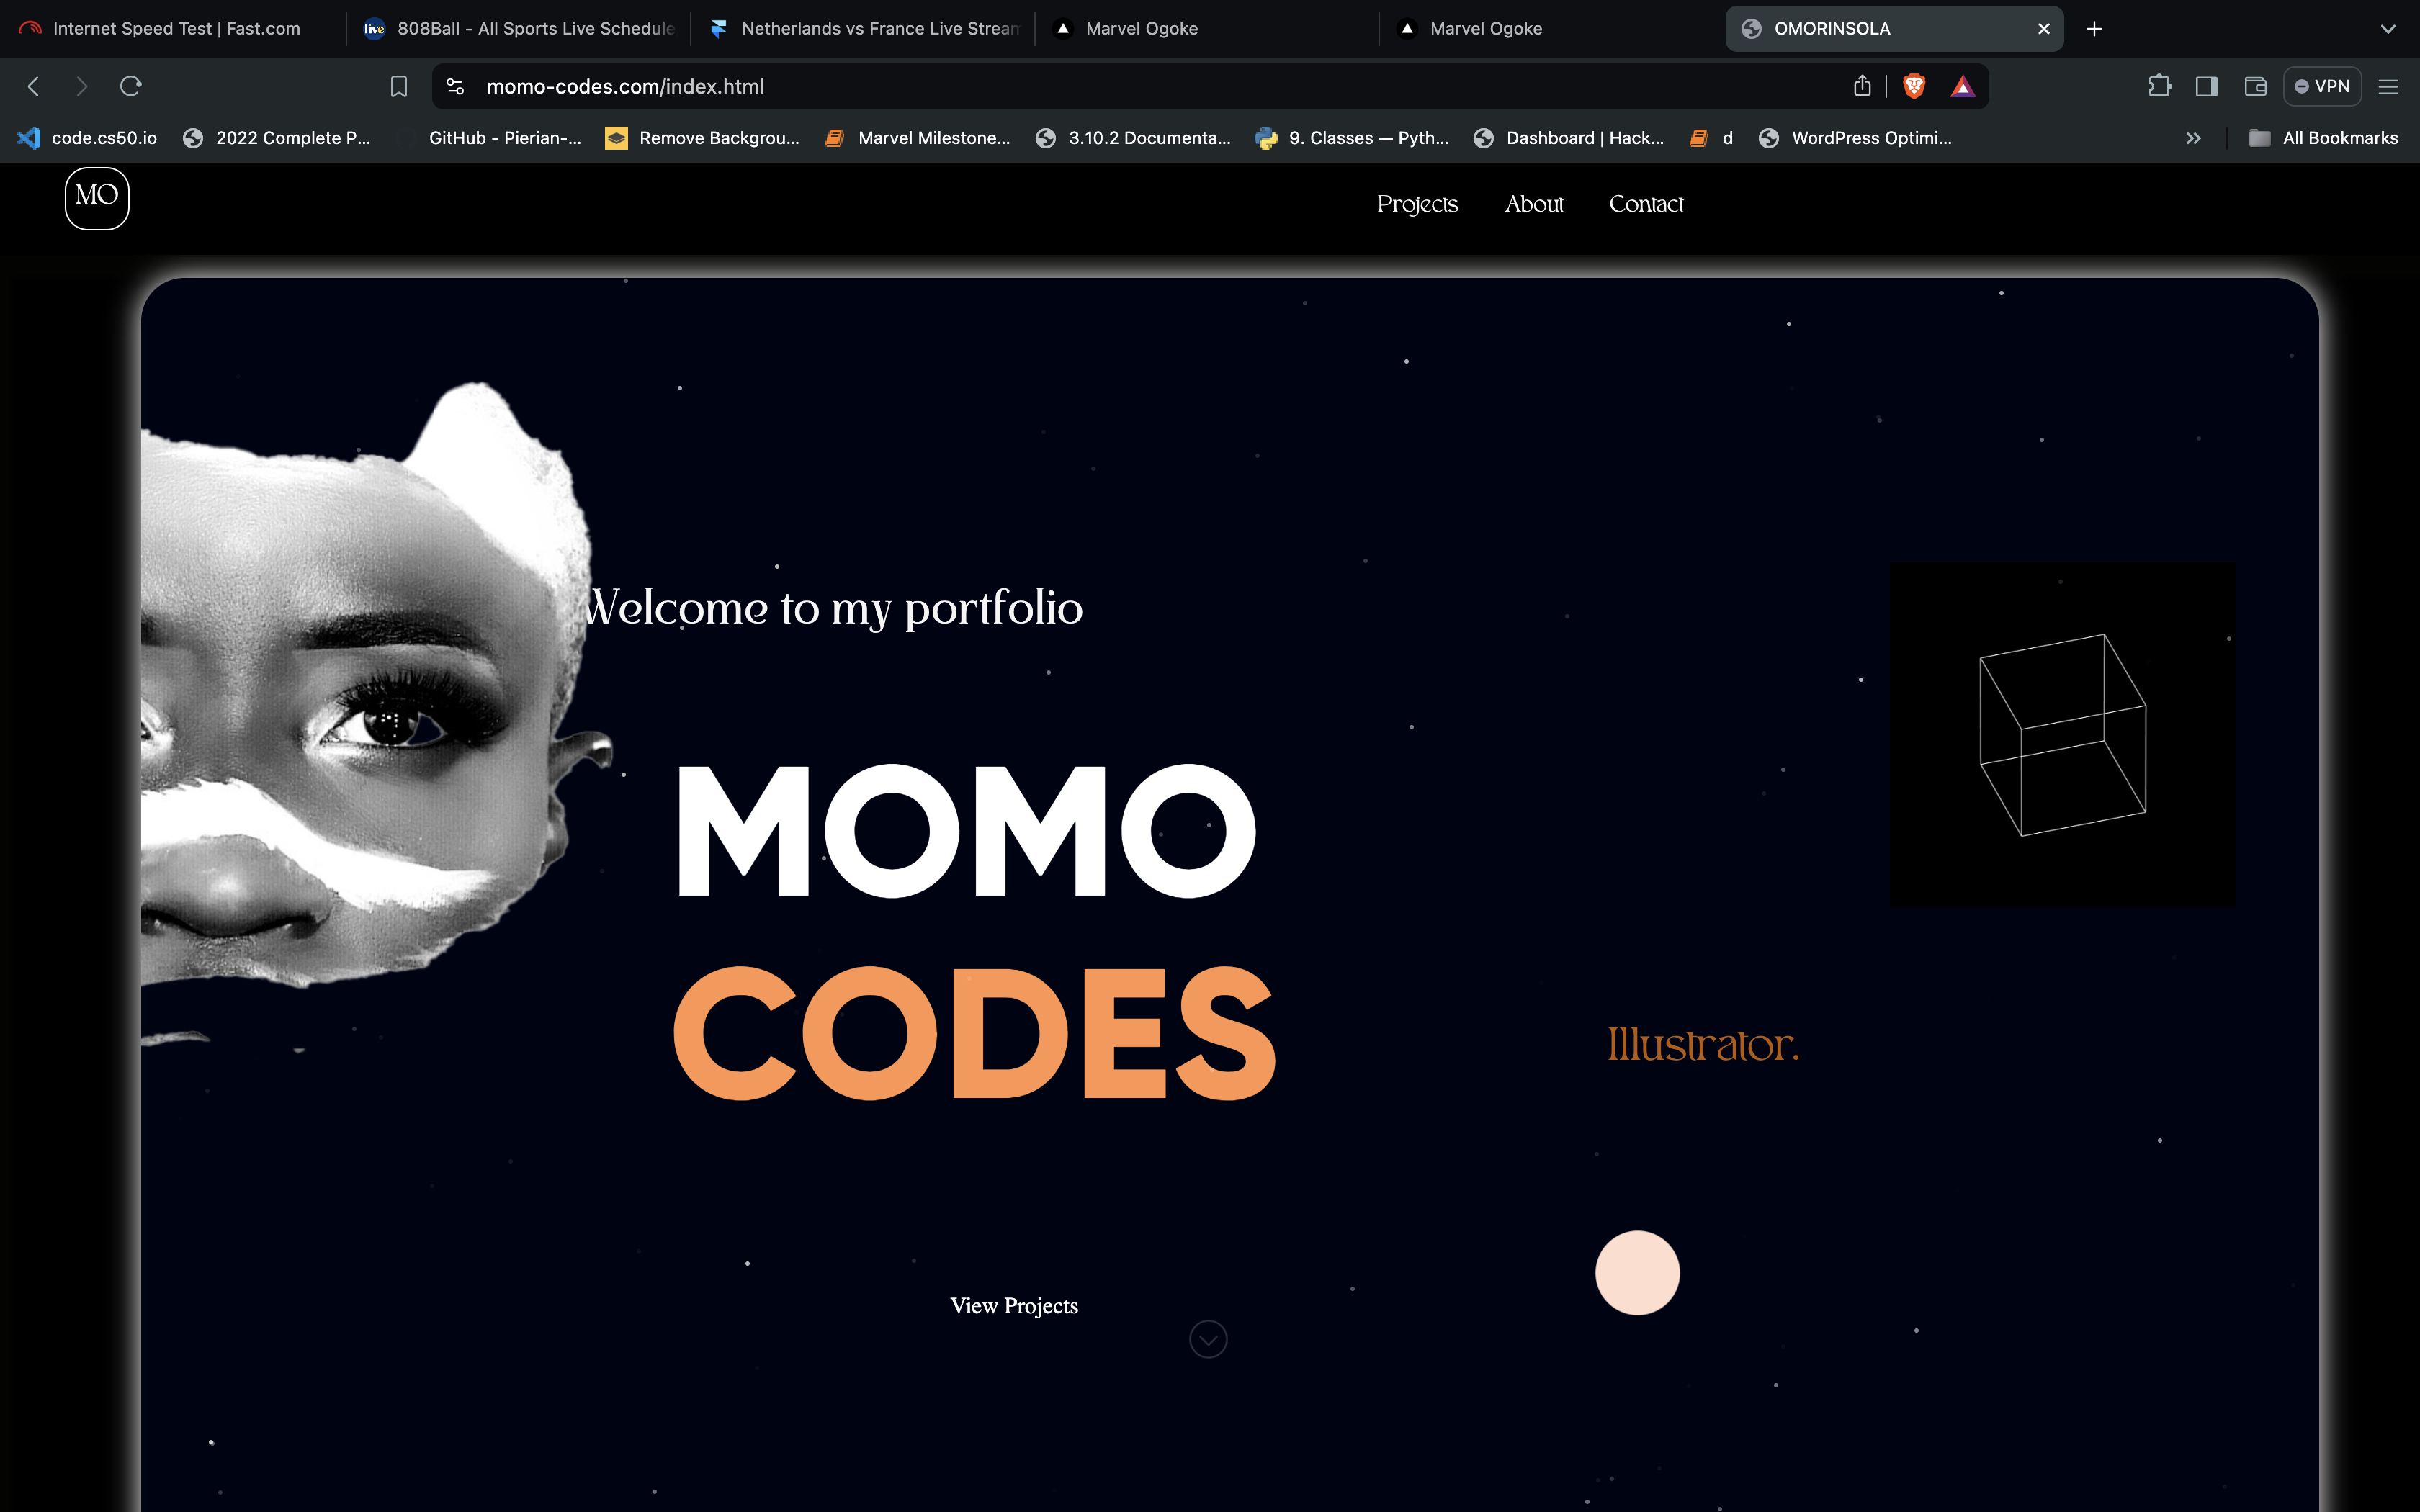 Internet Speed Test | Fast.com
live
808Ball - All Sports Live Schedule
Netherlands vs France Live Stream
Marvel Ogoke
Marvel Ogoke
OMORINSOLA
momo-codes.com/index.html
VPN
code.cs50.io
2022 Complete P...
GitHub - Pierian-...
Remove Backgrou...
Marvel Milestone...
3.10.2 Documenta...
9. Classes — Pyth...
Dashboard | Hack...
d
WordPress Optimi...
All Bookmarks
MO
Projects
About
Contact
Welcome to my portfolio
MOMO
CODES
Illustrator.
View Projects